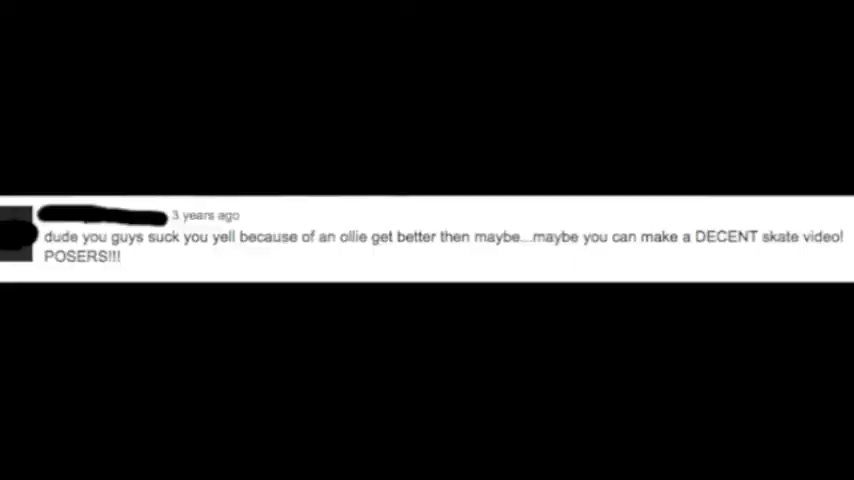 3 years ago
dude you guys suck you yell because of an ollie get better then maybe...maybe you can make a DECENT skate video!
POSERS!!!